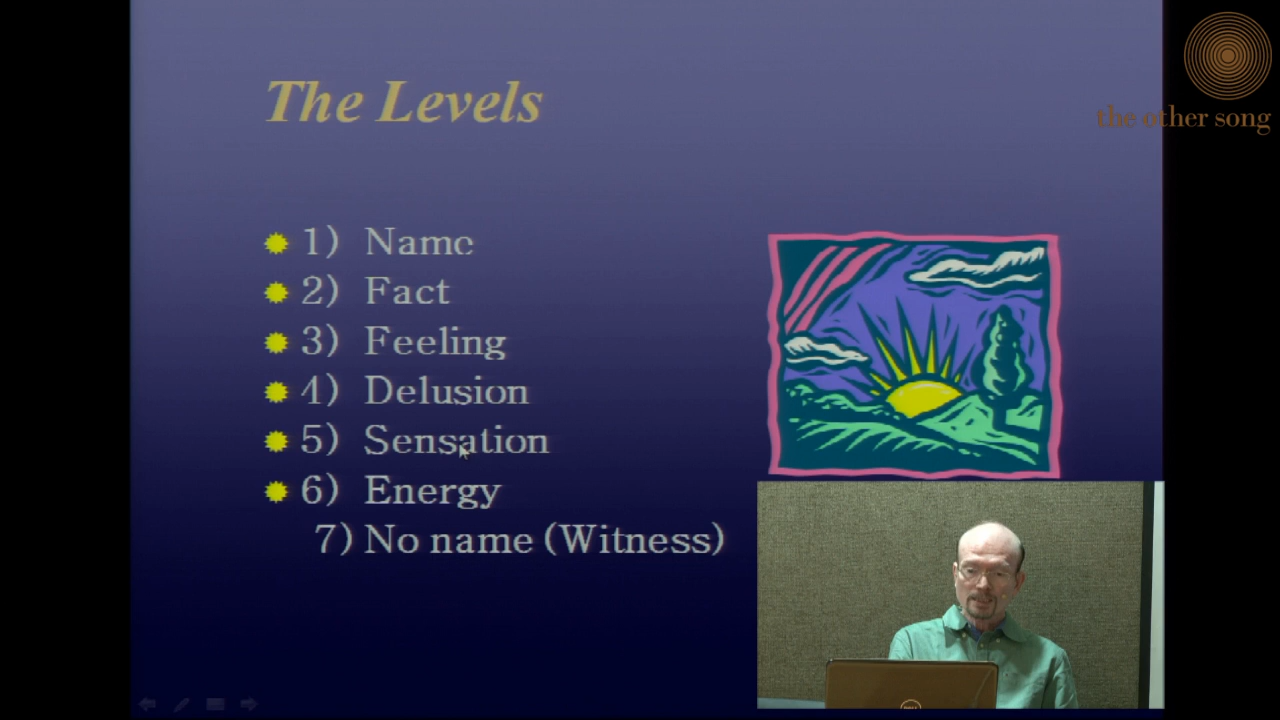 The Levels
the other song
1) Name
2) Fact
3) Feeling
4) Delusion
5) Sensation
6) Energy
7) No name (Witness)
DELL